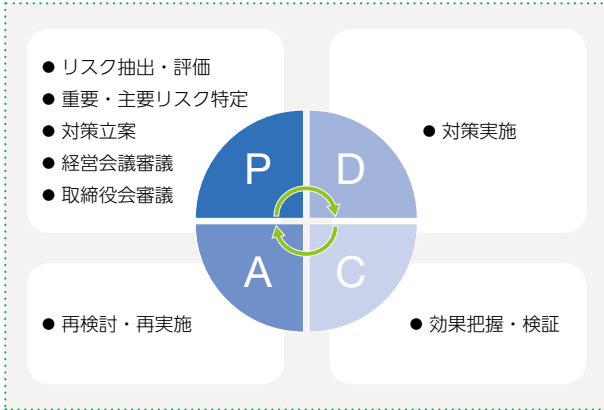 ● リスク抽出・評価
● 重要・主要リスク特定
● 対策立案
● 経営会議審議
● 取締役会審議
● 対策実施
P
D
A
C
● 再検討・再実施
● 効果把握・検証